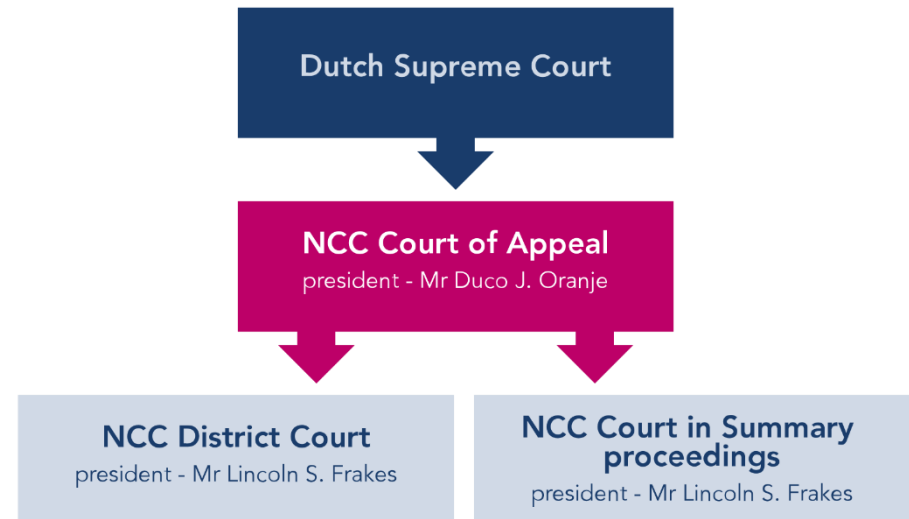 Dutch Supreme Court
NCC Court of Appeal
president - Mr Duco J. Oranje
NCC District Court
president - Mr Lincoln S. Frakes
NCC Court in Summary
proceedings
president - Mr Lincoln S. Frakes